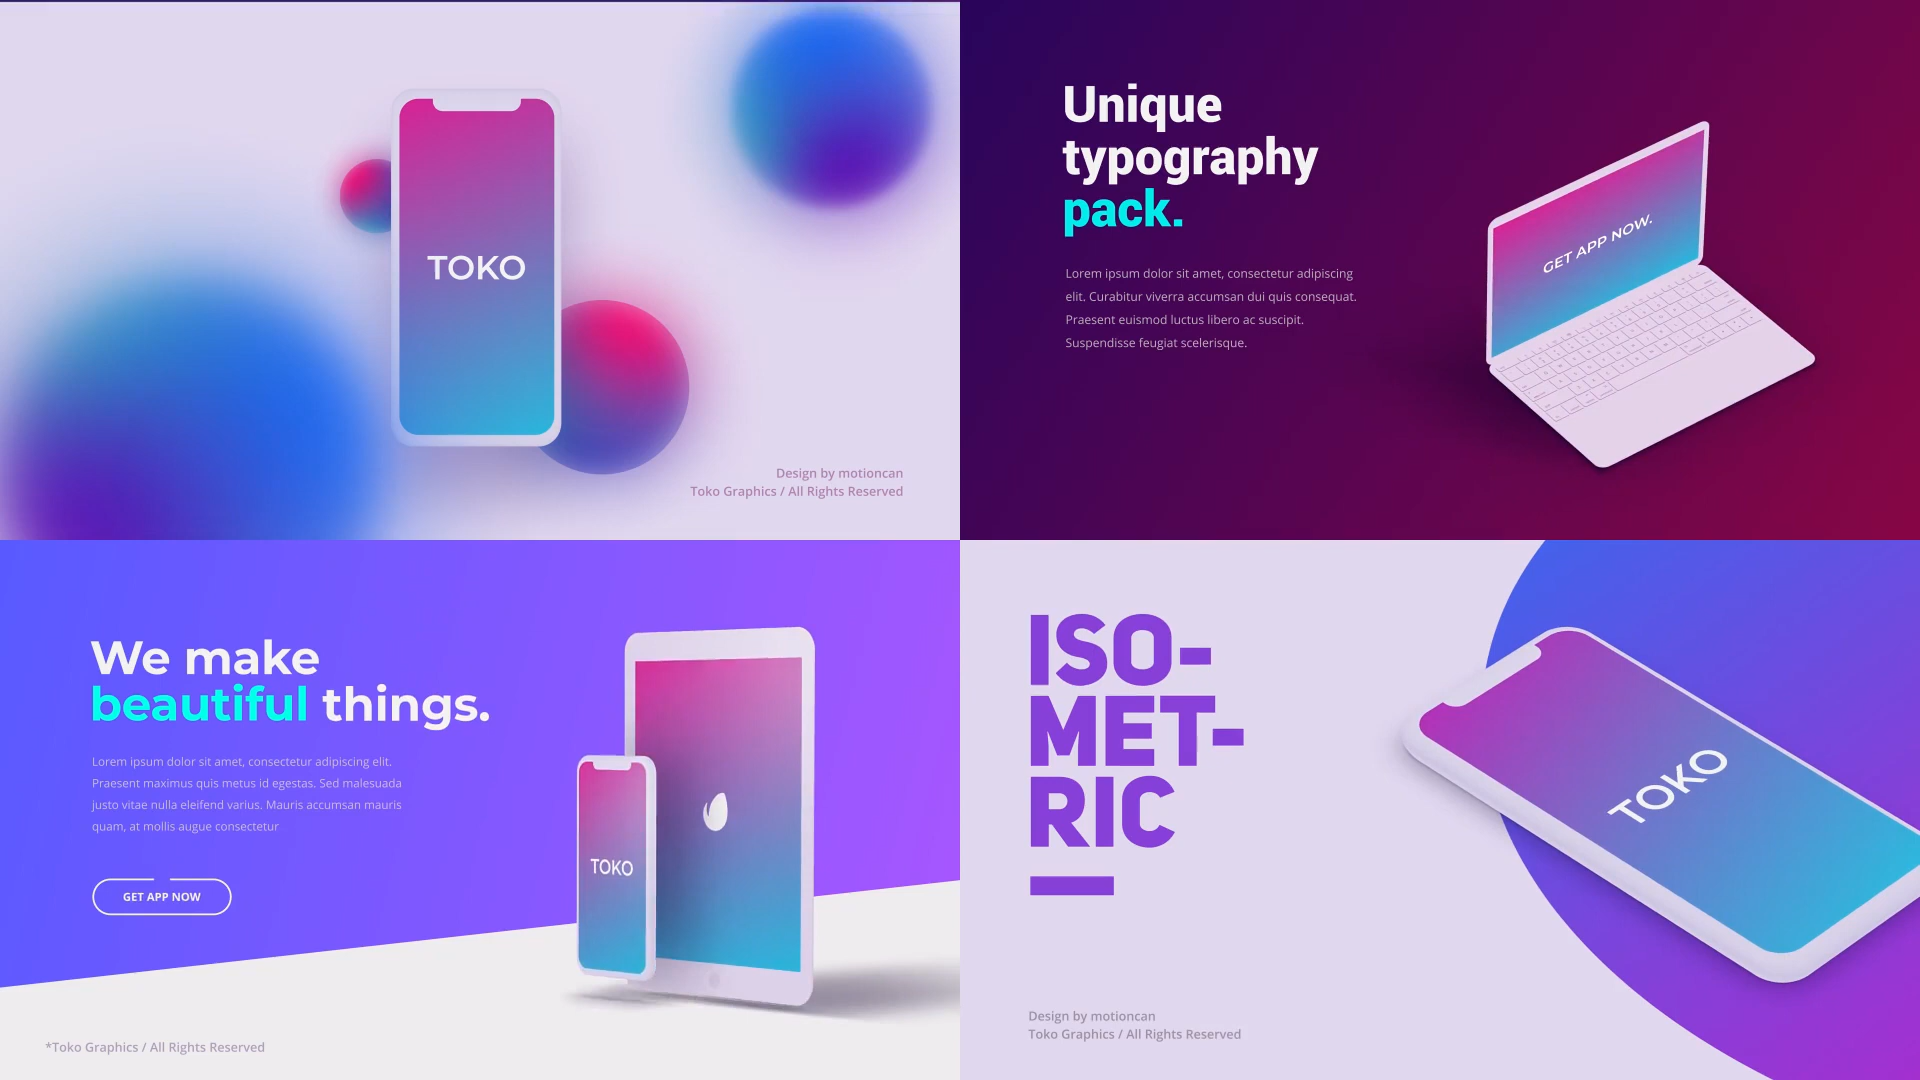 TOKO
Design by motioncan
Toko Graphics / All Rights Reserved
Unique
typography
pack.
Lorem ipsum dolor sit amet, consectetur adipiscing
elit. Curabitur viverra accumsan dui quis consequat.
Praesent euismod luctus libero ac suscipit.
Suspendisse feugiat scelerisque.
GET APP NOW.
We make
beautiful things.
Lorem ipsum dolor sit amet, consectetur adipiscing elit.
Praesent maximus quis metus id egestas. Sed malesuada
justo vitae nulla eleifend varius. Mauris accumsan mauris
quam, at mollis augue consectetur
GET APP NOW
TOKO
*Toko Graphics / All Rights Reserved
ISO-
MET-
RIC
TOKO
Design by motioncan
Toko Graphics / All Rights Reserved